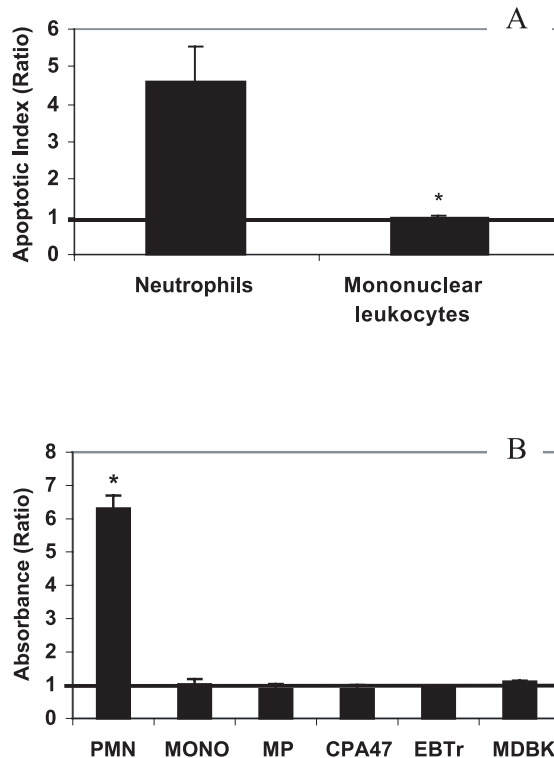 A
Apoptotic Index (Ratio)
6
5
4
3
2
1
0
*
Neutrophils
Mononuclear
leukocytes
B
Absorbance (Ratio)
8
7
6
5
4
3
2
1
0
*
PMN MONO MP CPA47 EBTr MDBK